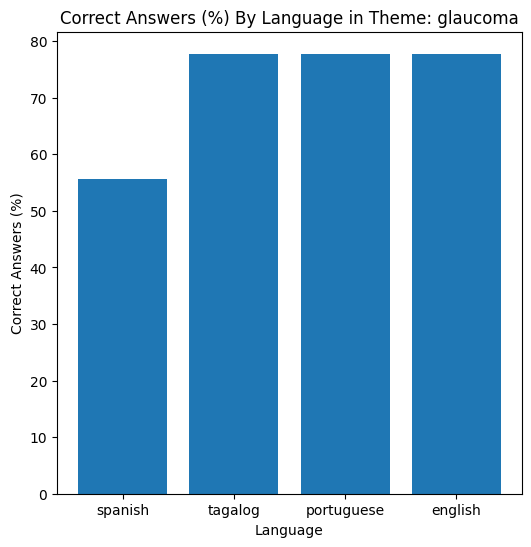 Correct Answers (%) By Language in Theme: glaucoma
Correct Answers (%)
80
70
60
50
40
30
20
10
0
spanish tagalog portuguese english
Language